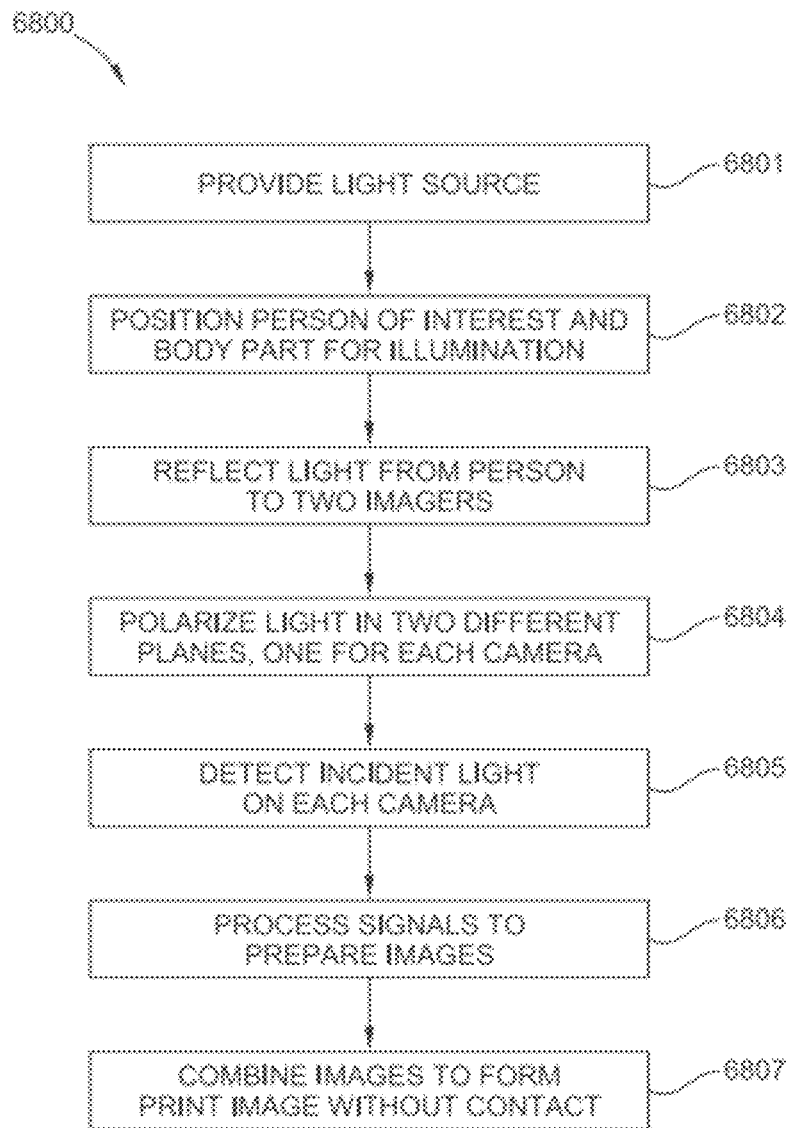 6800
PROVIDE LIGHT SOURCE
6801
POSITION PERSON OF INTEREST AND
BODY PART FOR ILLUMINATION
6802
REFLECT LIGHT FROM PERSON
TO TWO IMAGERS
6803
POLARIZE LIGHT IN TWO DIFFERENT
PLANES, ONE FOR EACH CAMERA
6804
DETECT INCIDENT LIGHT
ON EACH CAMERA
6805
PROCESS SIGNALS TO
PREPARE IMAGES
6806
COMBINE IMAGES TO FORM
PRINT IMAGE WITHOUT CONTACT
6807